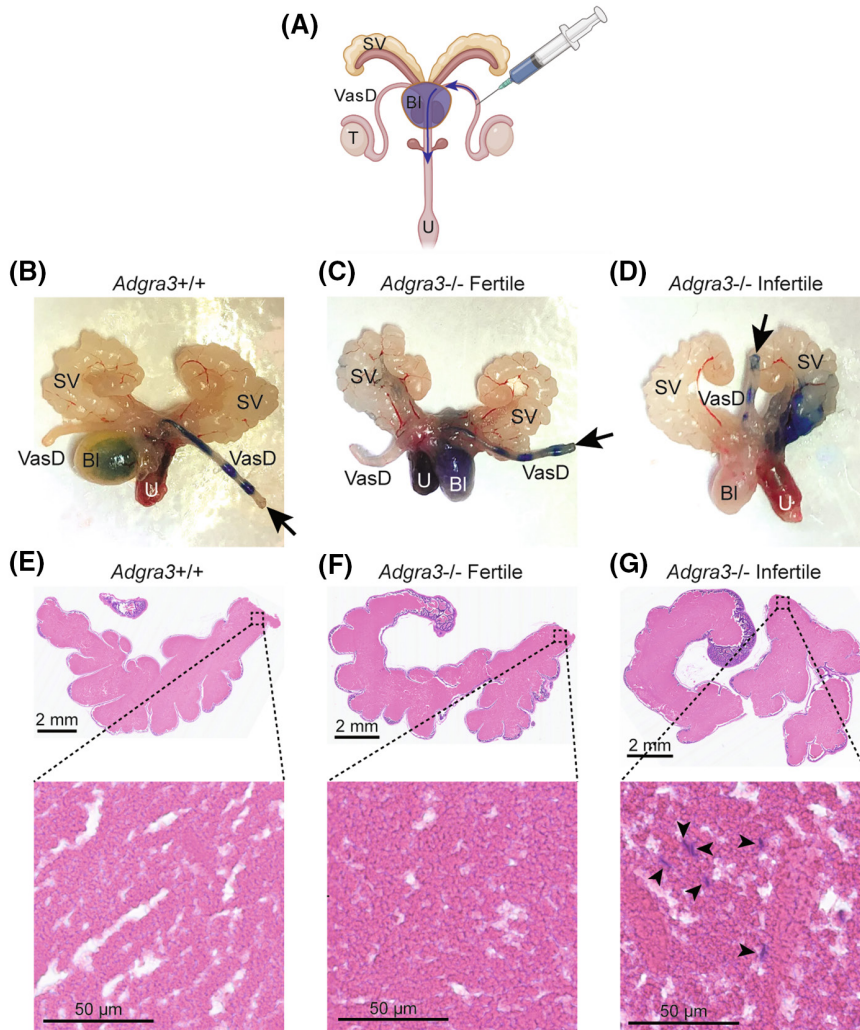 (A)
SV
VasD
Bl
T
U
(B)
Adgra3+/+
SV
SV
VasD
Bl
VasD
U
(C)
Adgra3-/- Fertile
SV
SV
VasD
U
Bl
VasD
(D)
Adgra3-/- Infertile
SV
SV
VasD
Bl
U
(E)
Adgra3+/+
2 mm
50 µm
(F)
Adgra3-/- Fertile
2 mm
50 µm
(G)
Adgra3-/- Infertile
2 mm
50 µm